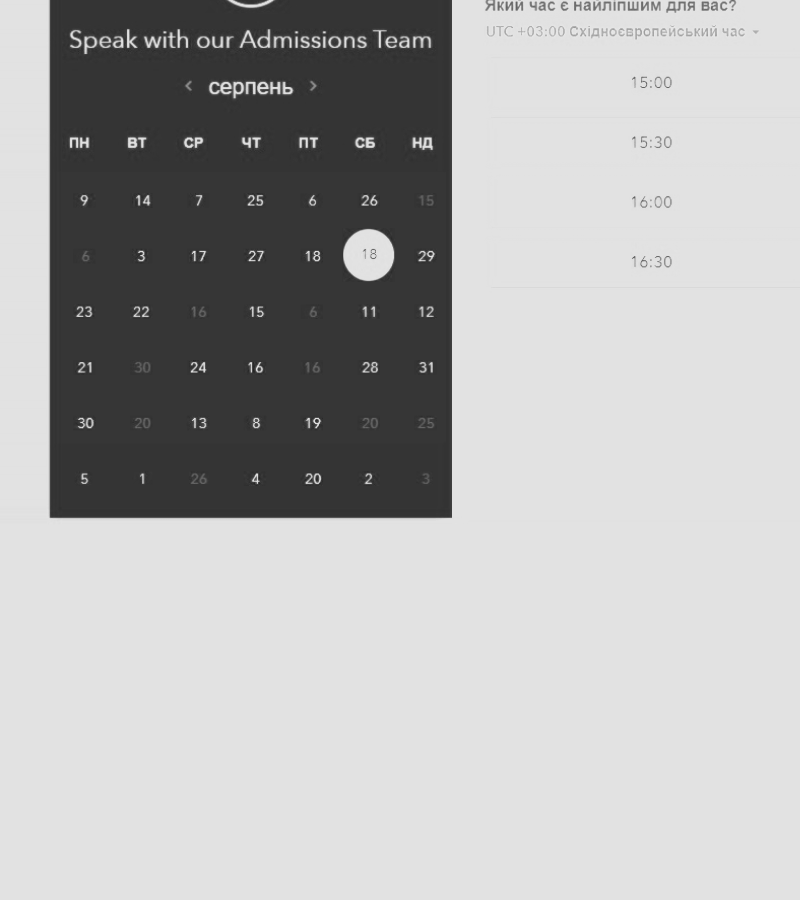 Speak with our Admissions Team
серпень
ПН ВТ СР ЧТ ПТ СБ НД
9 14 7 25 6 26 15
6 3 17 27 18 18 29
23 22 16 15 6 11 12
21 30 24 16 16 28 31
30 20 13 8 19 20 25
5 1 26 4 20 2 3
Який час є найліпшим для вас?
UTC +03:00 Східноєвропейський час
15:00
15:30
16:00
16:30